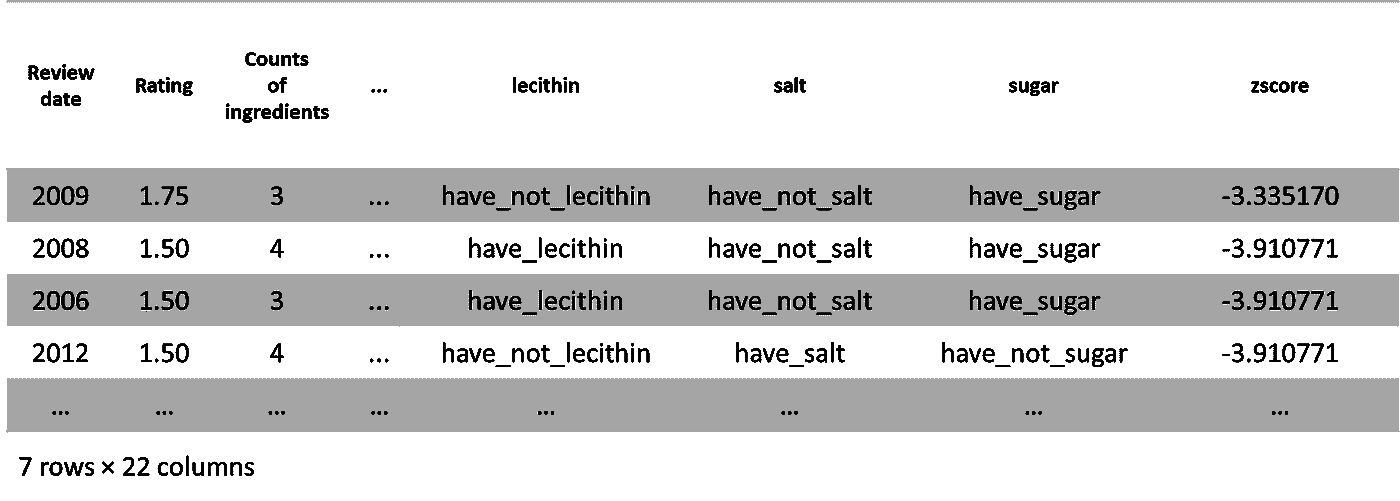 Review date Rating Counts of ingredients ... lecithin salt sugar zscore
2009 1.75 3 ... have_not_lecithin have_not_salt have_sugar -3.335170
2008 1.50 4 ... have_lecithin have_not_salt have_sugar -3.910771
2006 1.50 3 ... have_lecithin have_not_salt have_sugar -3.910771
2012 1.50 4 ... have_not_lecithin have_salt have_not_sugar -3.910771
... ... ... ... ... ... ... ...
7 rows × 22 columns